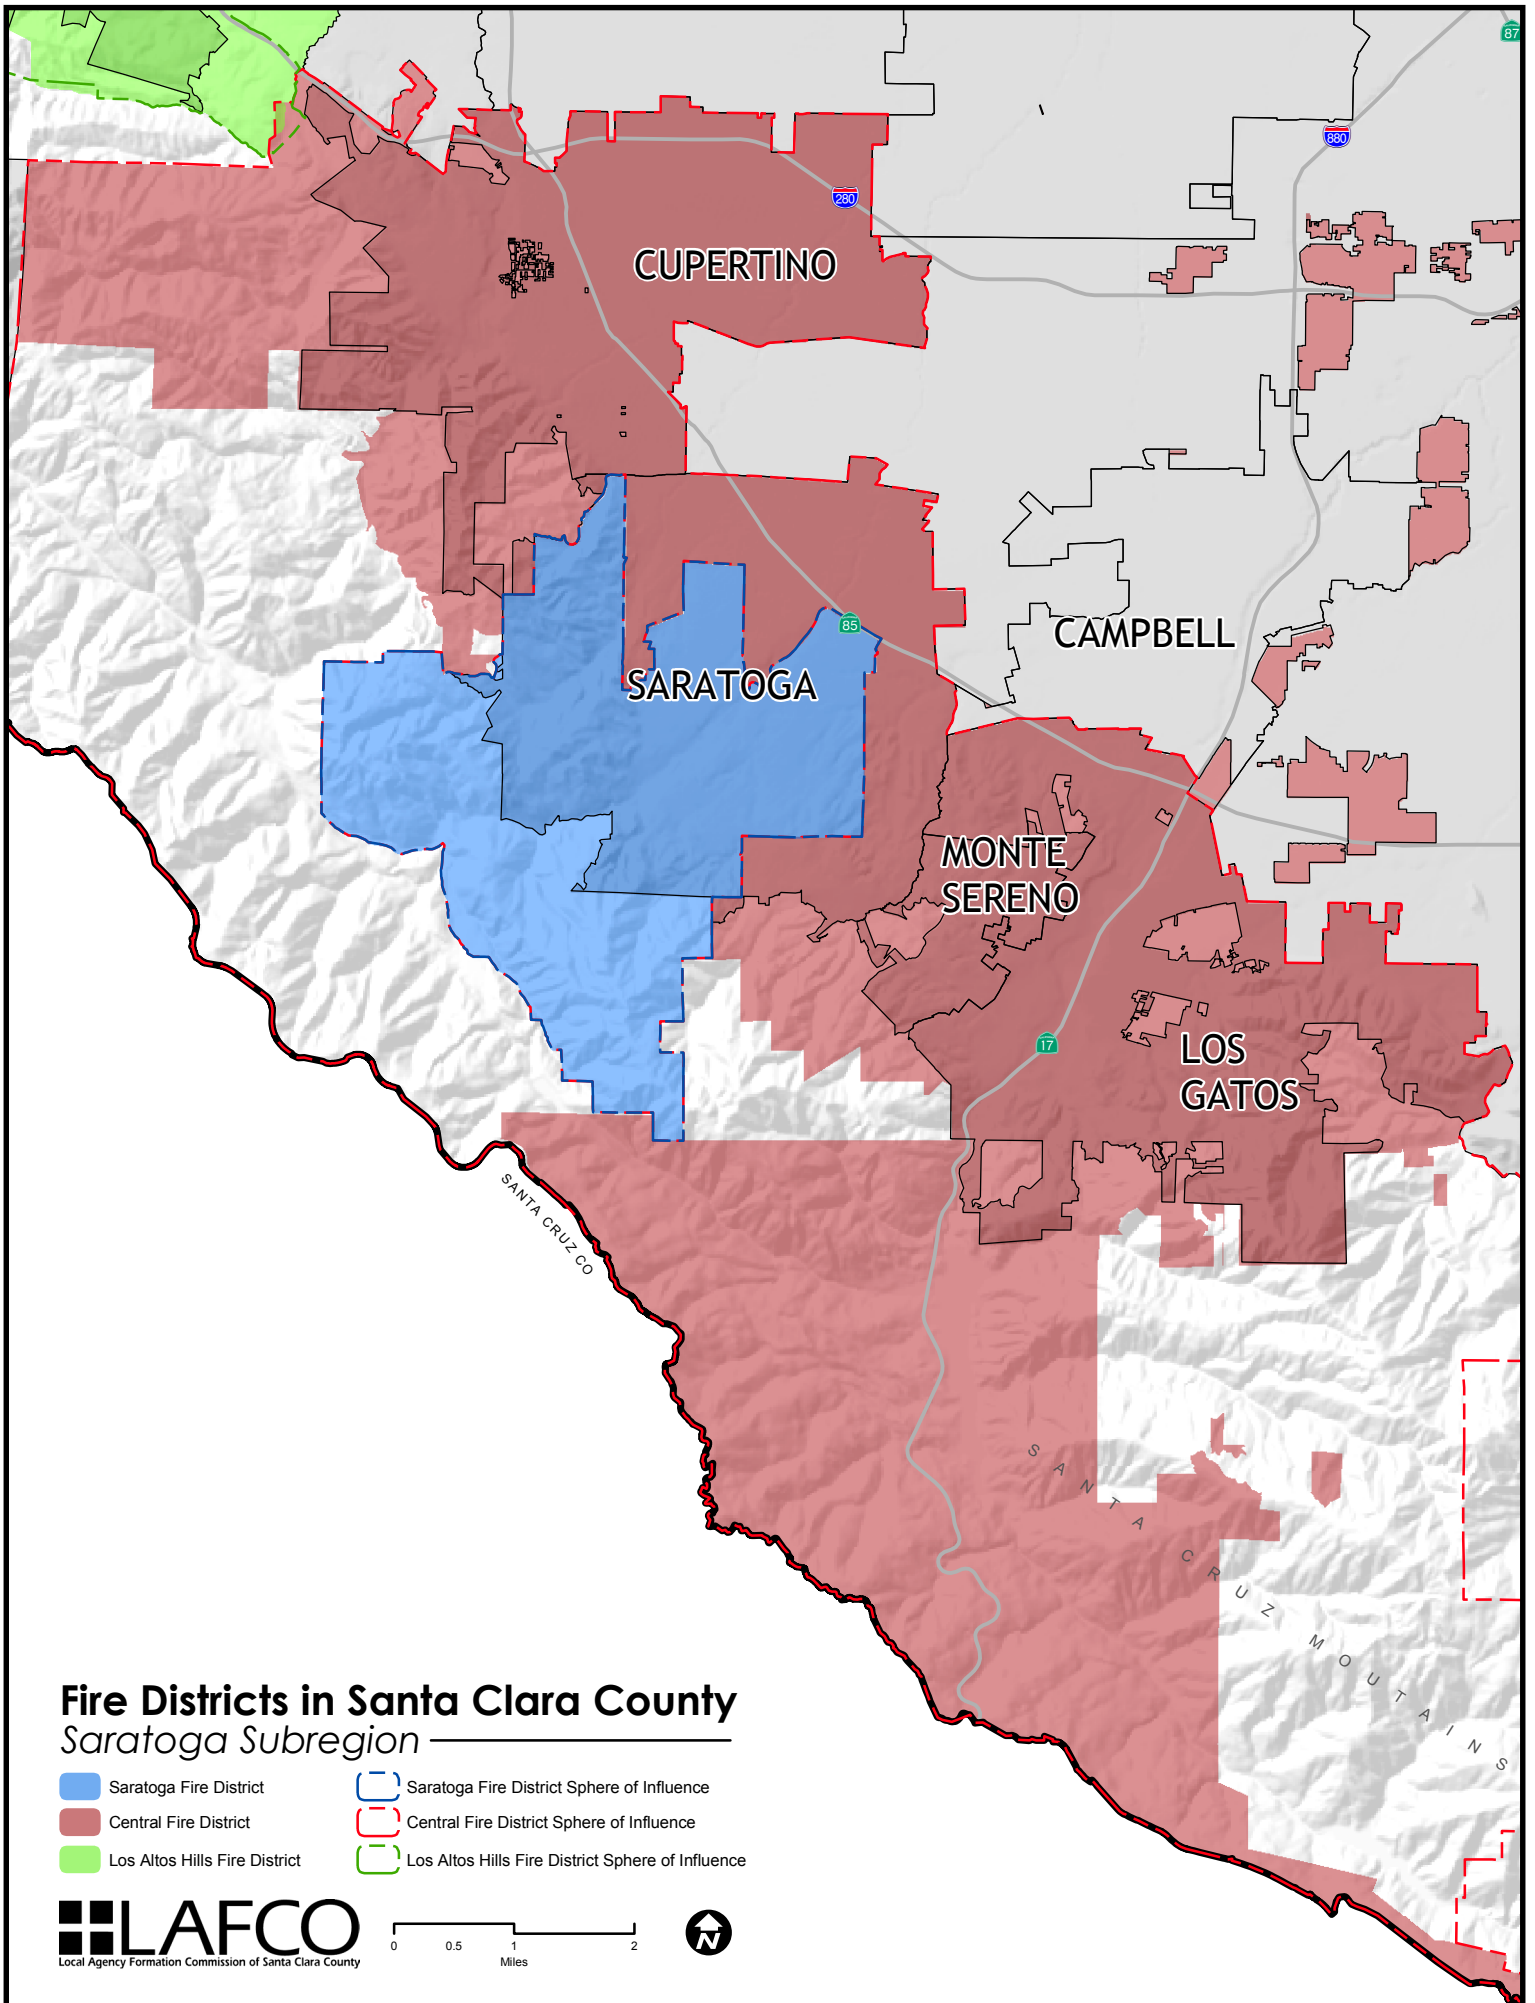 87
880
280
CUPERTINO
CAMPBELL
85
SARATOGA
MONTE
SERENO
17
LOS
GATOS
SANTA CRUZ CO
SANTA CRUZ MOUTAINS
Fire Districts in Santa Clara County
Saratoga Subregion
Saratoga Fire District
Saratoga Fire District Sphere of Influence
Central Fire District
Central Fire District Sphere of Influence
Los Altos Hills Fire District
Los Altos Hills Fire District Sphere of Influence
LAFCO
Local Agency Formation Commission of Santa Clara County
0 0.5 1 2
Miles
N